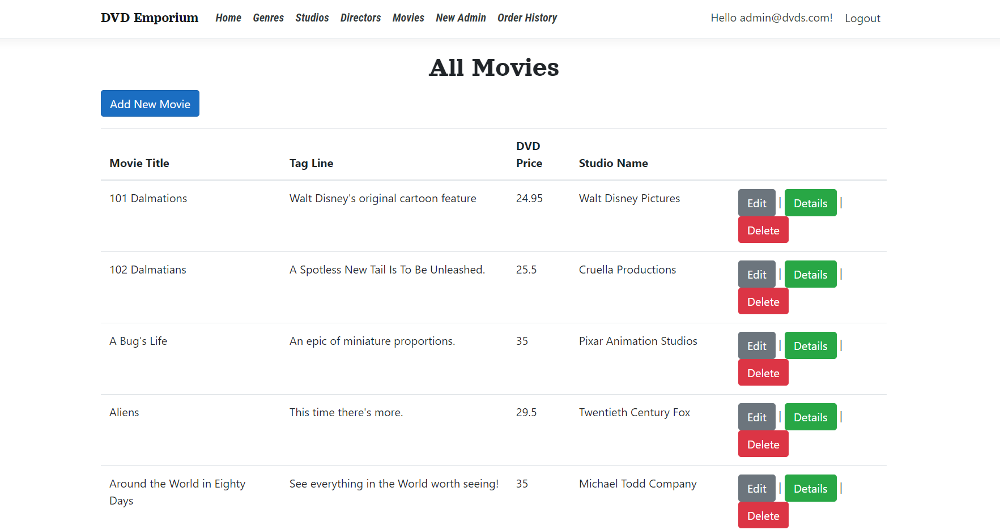 DVD Emporium Home Genres Studios Directors Movies New Admin Order History Hello admin@dvds.com! Logout
All Movies
Add New Movie
Movie Title Tag Line DVD Price Studio Name
101 Dalmations Walt Disney's original cartoon feature 24.95 Walt Disney Pictures Edit | Details |
Delete
102 Dalmatians A Spotless New Tail Is To Be Unleashed. 25.5 Cruella Productions Edit | Details |
Delete
A Bug's Life An epic of miniature proportions. 35 Pixar Animation Studios Edit | Details |
Delete
Aliens This time there's more. 29.5 Twentieth Century Fox Edit | Details |
Delete
Around the World in Eighty See everything in the World worth seeing! 35 Michael Todd Company Edit | Details |
Days
Delete